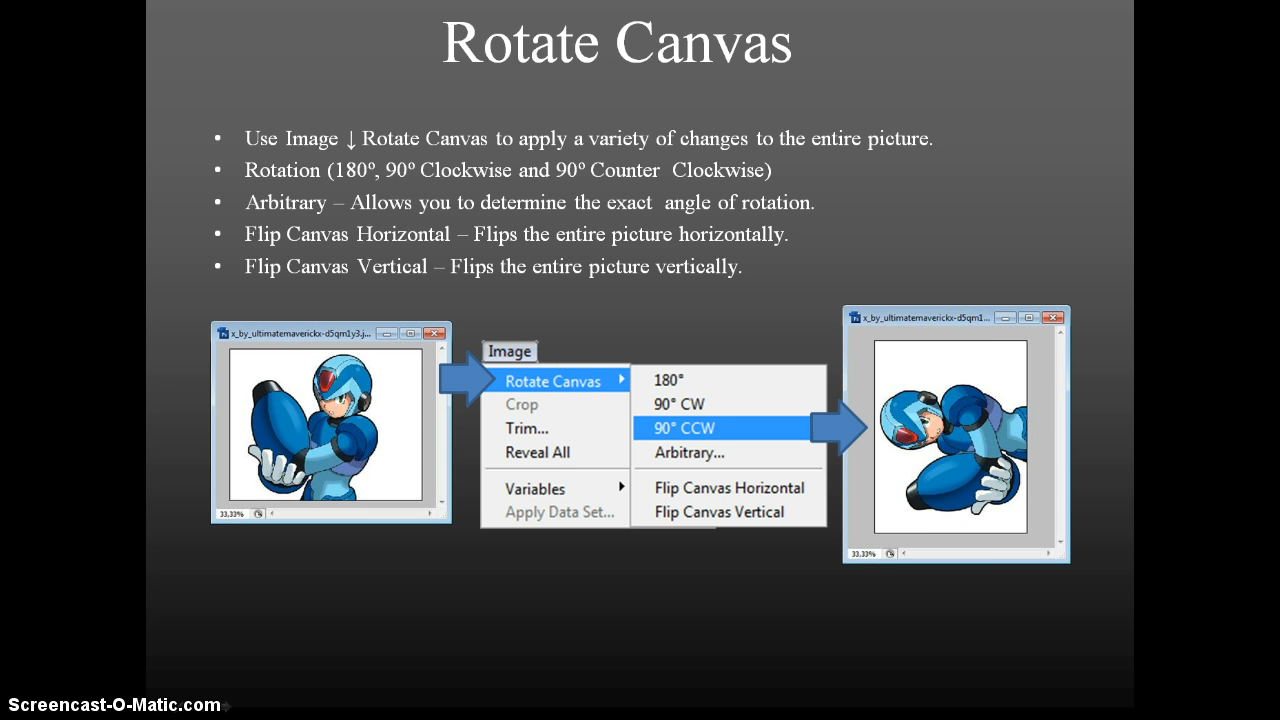 Rotate Canvas
• Use Image ↓ Rotate Canvas to apply a variety of changes to the entire picture.
• Rotation (180º, 90º Clockwise and 90º Counter Clockwise)
• Arbitrary – Allows you to determine the exact angle of rotation.
• Flip Canvas Horizontal – Flips the entire picture horizontally.
• Flip Canvas Vertical – Flips the entire picture vertically.
x_by_ultimatemaverickx-d5qm1y3.j...
33,33%
Image
Rotate Canvas
Crop
Trim...
Reveal All
Variables
Apply Data Set...
180°
90° CW
90° CCW
Arbitrary...
Flip Canvas Horizontal
Flip Canvas Vertical
x_by_ultimatemaverickx-d5qm1...
33,33%
Screencast-O-Matic.com